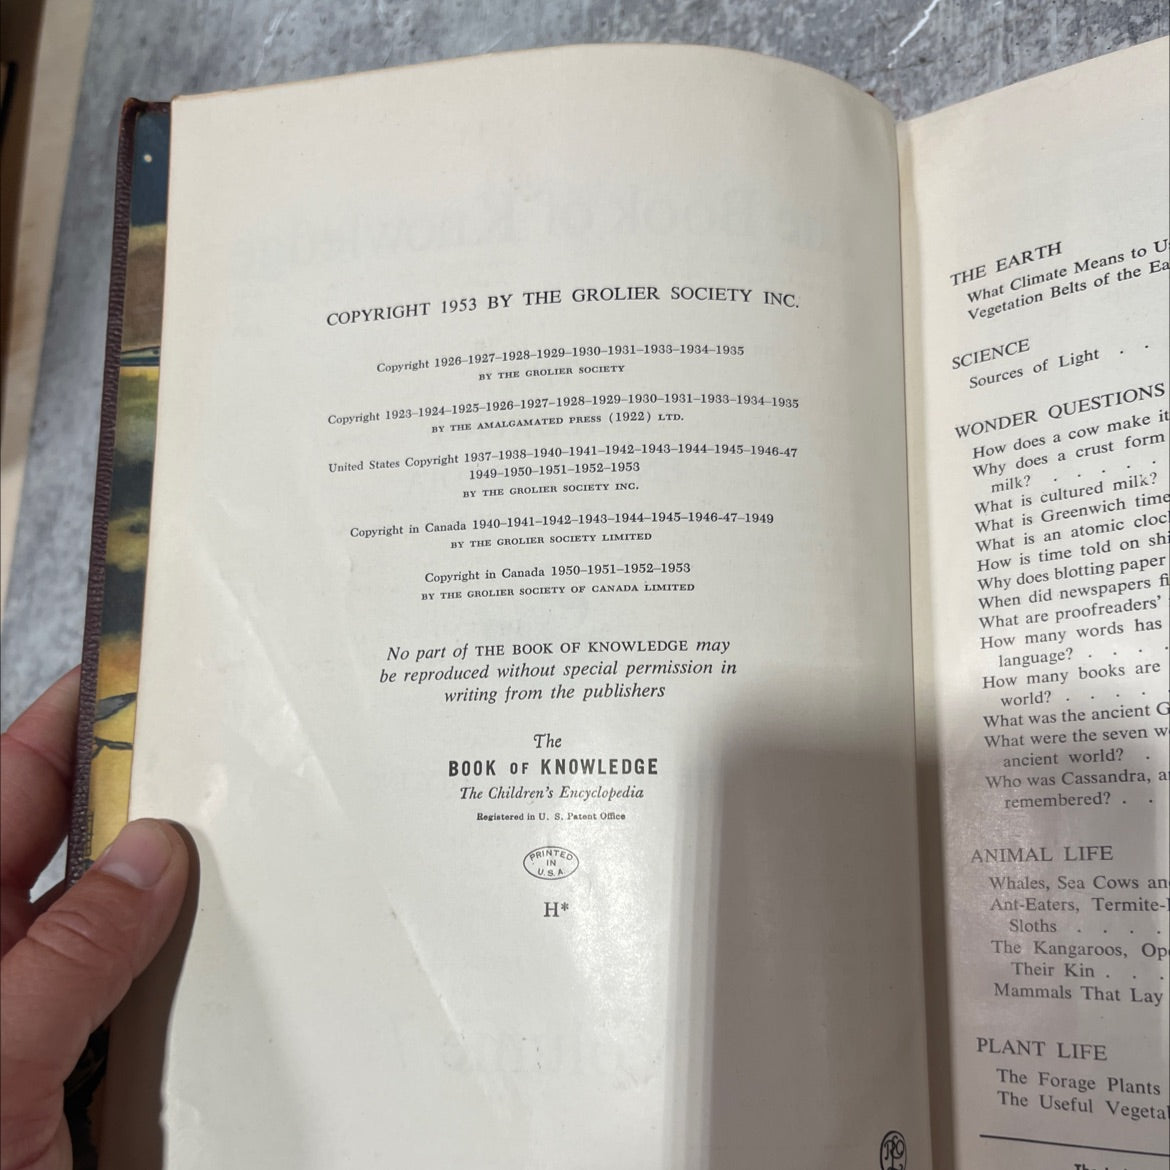 COPYRIGHT 1953 BY THE GROLIER SOCIETY INC.
Copyright 1926–1927–1928–1929–1930–1931–1933–1934–1935
BY THE GROLIER SOCIETY
Copyright 1923–1924–1925–1926–1927–1928–1929–1930–1931–1933–1934–1935
BY THE AMALGAMATED PRESS (1922) LTD.
United States Copyright 1937–1938–1940–1941–1942–1943–1944–1945–1946-47
1949–1950–1951–1952–1953
BY THE GROLIER SOCIETY INC.
Copyright in Canada 1940–1941–1942–1943–1944–1945–1946-47–1949
BY THE GROLIER SOCIETY LIMITED
Copyright in Canada 1950–1951–1952–1953
BY THE GROLIER SOCIETY OF CANADA LIMITED
No part of THE BOOK OF KNOWLEDGE may
be reproduced without special permission in
writing from the publishers
The
BOOK OF KNOWLEDGE
The Children's Encyclopedia
Registered in U. S. Patent Office
PRINTED
IN
U.S.A.
H*
THE EARTH
What Climate Means to
Vegetation Belts of the
SCIENCE
Sources of Light . .
WONDER QUESTIONS
How does a cow make
Why does a crust form
milk? . . . . .
What is cultured milk?
What is Greenwich time
What is an atomic
How is time told on
Why does blotting paper
When did newspapers
What are proofreaders'
How many words has
language? . . . .
How many books are
world? . . . . .
What was the ancient
What were the seven
ancient world? .
Who was Cassandra,
remembered? . .
ANIMAL LIFE
Whales, Sea Cows
Ant-Eaters,
Sloths . . . .
The Kangaroos,
Their Kin . . .
Mammals That Lay
PLANT LIFE
The Forage Plants
The Useful